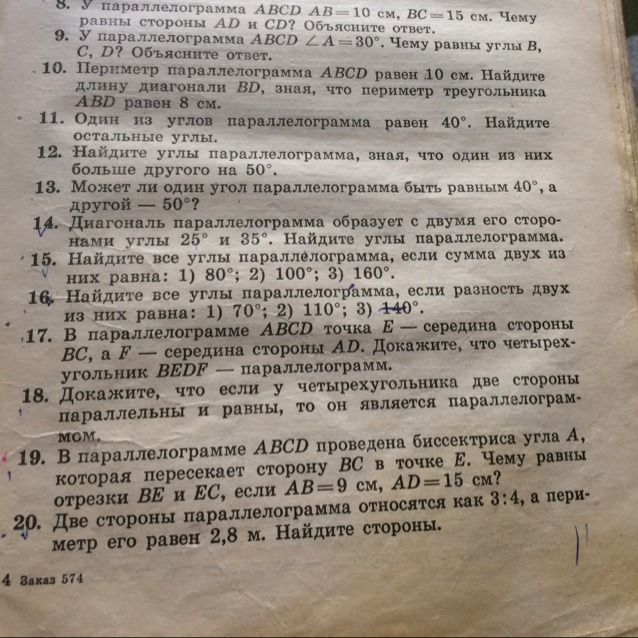 8. У параллелограмма ABCD AB=10 см, BC=15 см. Чему
равны стороны AD и CD? Объясните ответ.
9. У параллелограмма ABCD ∠A=30°. Чему равны углы B,
C, D? Объясните ответ.
10. Периметр параллелограмма ABCD равен 10 см. Найдите
длину диагонали BD, зная, что периметр треугольника
ABD равен 8 см.
11. Один из углов параллелограмма равен 40°. Найдите
остальные углы.
12. Найдите углы параллелограмма, зная, что один из них
больше другого на 50°.
13. Может ли один угол параллелограмма быть равным 40°, а
другой — 50°?
14. Диагональ параллелограмма образует с двумя его сторо-
нами углы 25° и 35°. Найдите углы параллелограмма.
15. Найдите все углы параллелограмма, если сумма двух из
них равна: 1) 80°; 2) 100°; 3) 160°.
16. Найдите все углы параллелограмма, если разность двух
из них равна: 1) 70°; 2) 110°; 3) 140°.
17. В параллелограмме ABCD точка E — середина стороны
BC, а F — середина стороны AD. Докажите, что четырех-
угольник BEDF — параллелограмм.
18. Докажите, что если у четырехугольника две стороны
параллельны и равны, то он является параллелограм-
мом.
19. В параллелограмме ABCD проведена биссектриса угла A,
которая пересекает сторону BC в точке E. Чему равны
отрезки BE и EC, если AB=9 см, AD=15 см?
20. Две стороны параллелограмма относятся как 3:4, а пери-
метр его равен 2,8 м. Найдите стороны.
4 Заказ 574